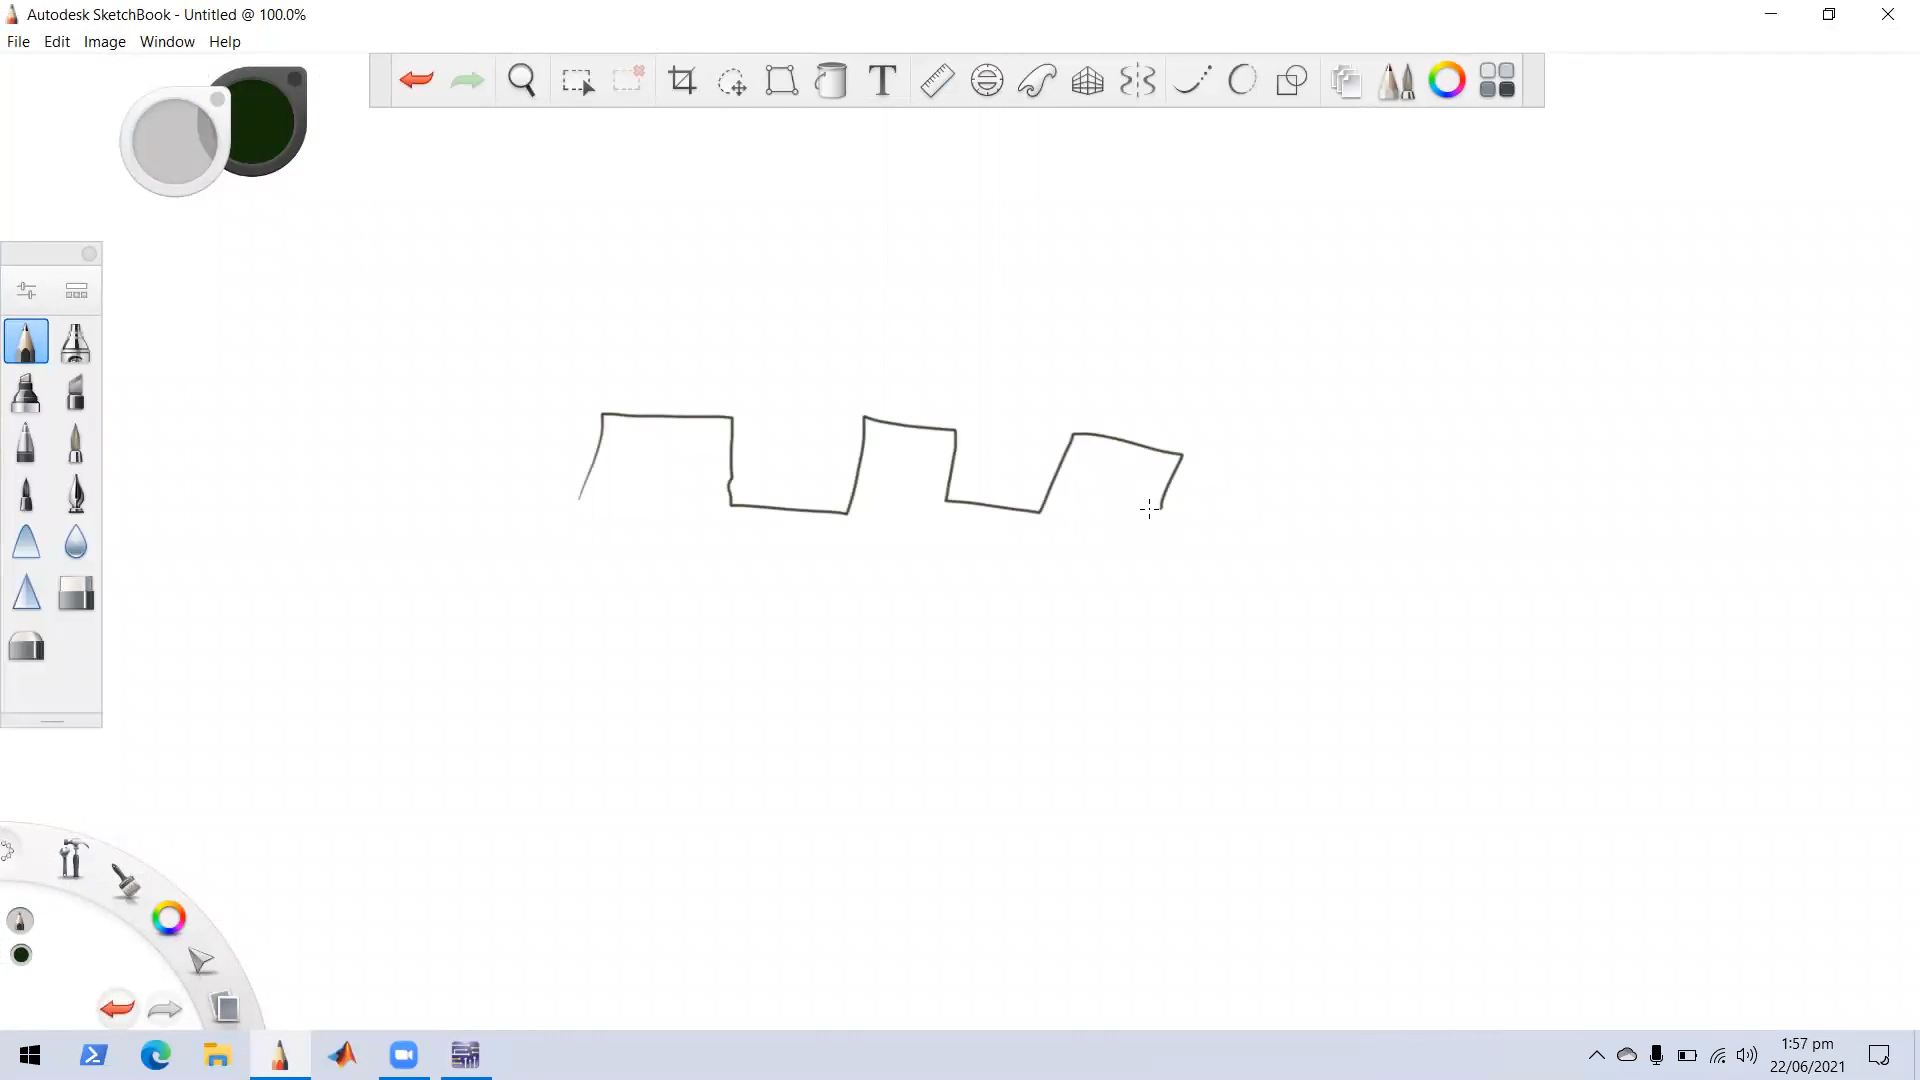 Autodesk SketchBook - Untitled @ 100.0%
File Edit Image Window Help
T
1:57 pm
22/06/2021